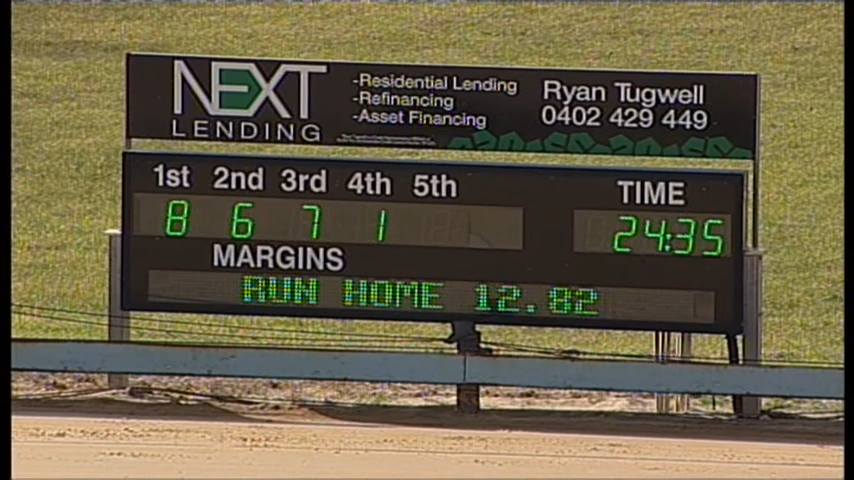 NEXT
LENDING
-Residential Lending
-Refinancing
-Asset Financing
Ryan Tugwell
0402 429 449
1st 2nd 3rd 4th 5th
8 6 7 1
TIME
24:35
MARGINS
RUN HOME 12.82